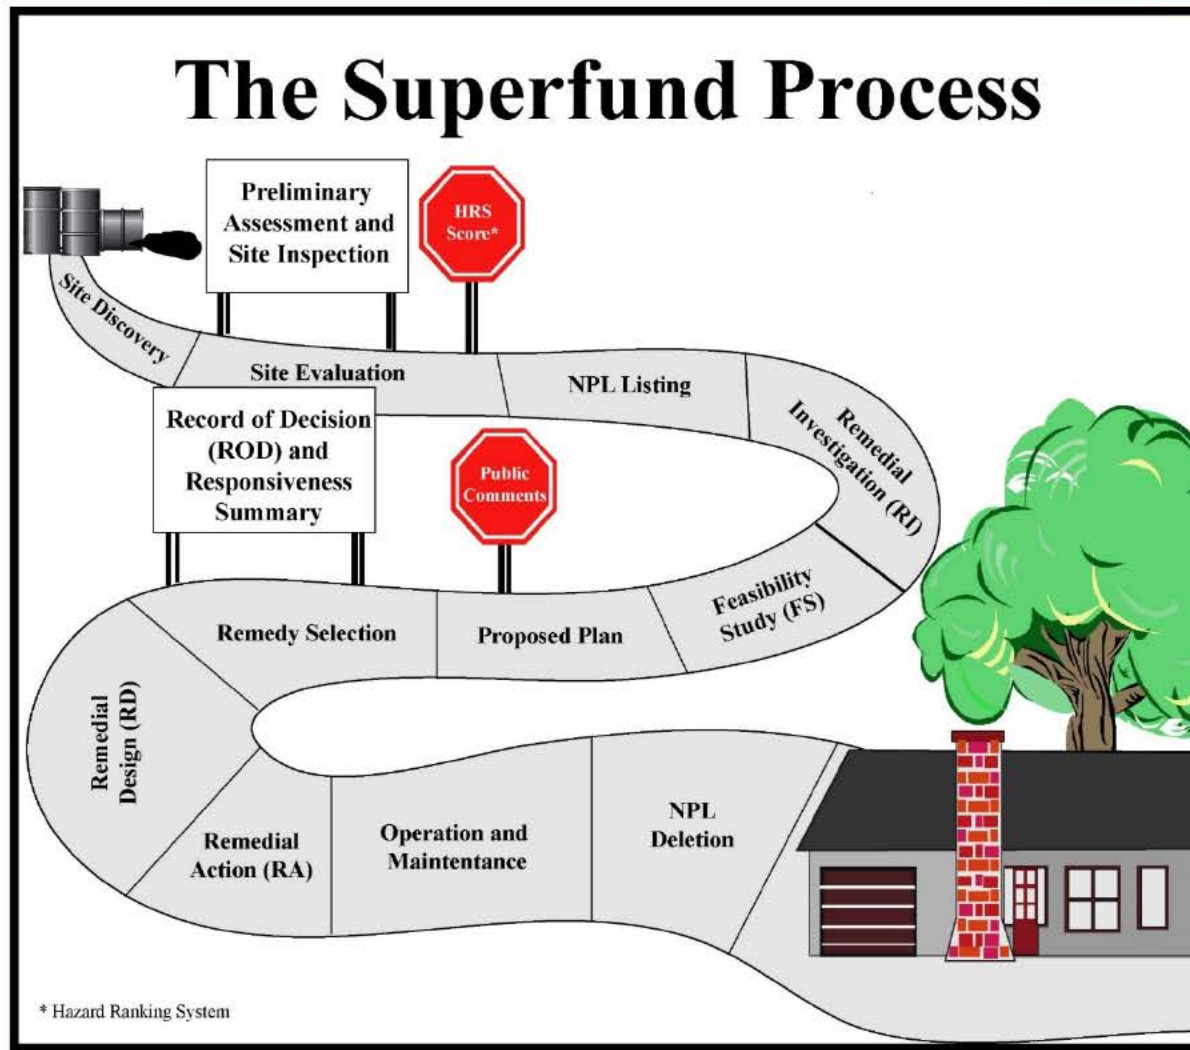 The Superfund Process
Preliminary
Assessment and
Site Inspection
HRS
Score*
Site Discovery
Site Evaluation
NPL Listing
Remedial
Investigation (RI)
Record of Decision
(ROD) and
Responsiveness
Summary
Public
Comments
Feasibility
Study (FS)
Proposed Plan
Remedy Selection
Remedial
Design (RD)
Remedial
Action (RA)
Operation and
Maintentance
NPL
Deletion
* Hazard Ranking System